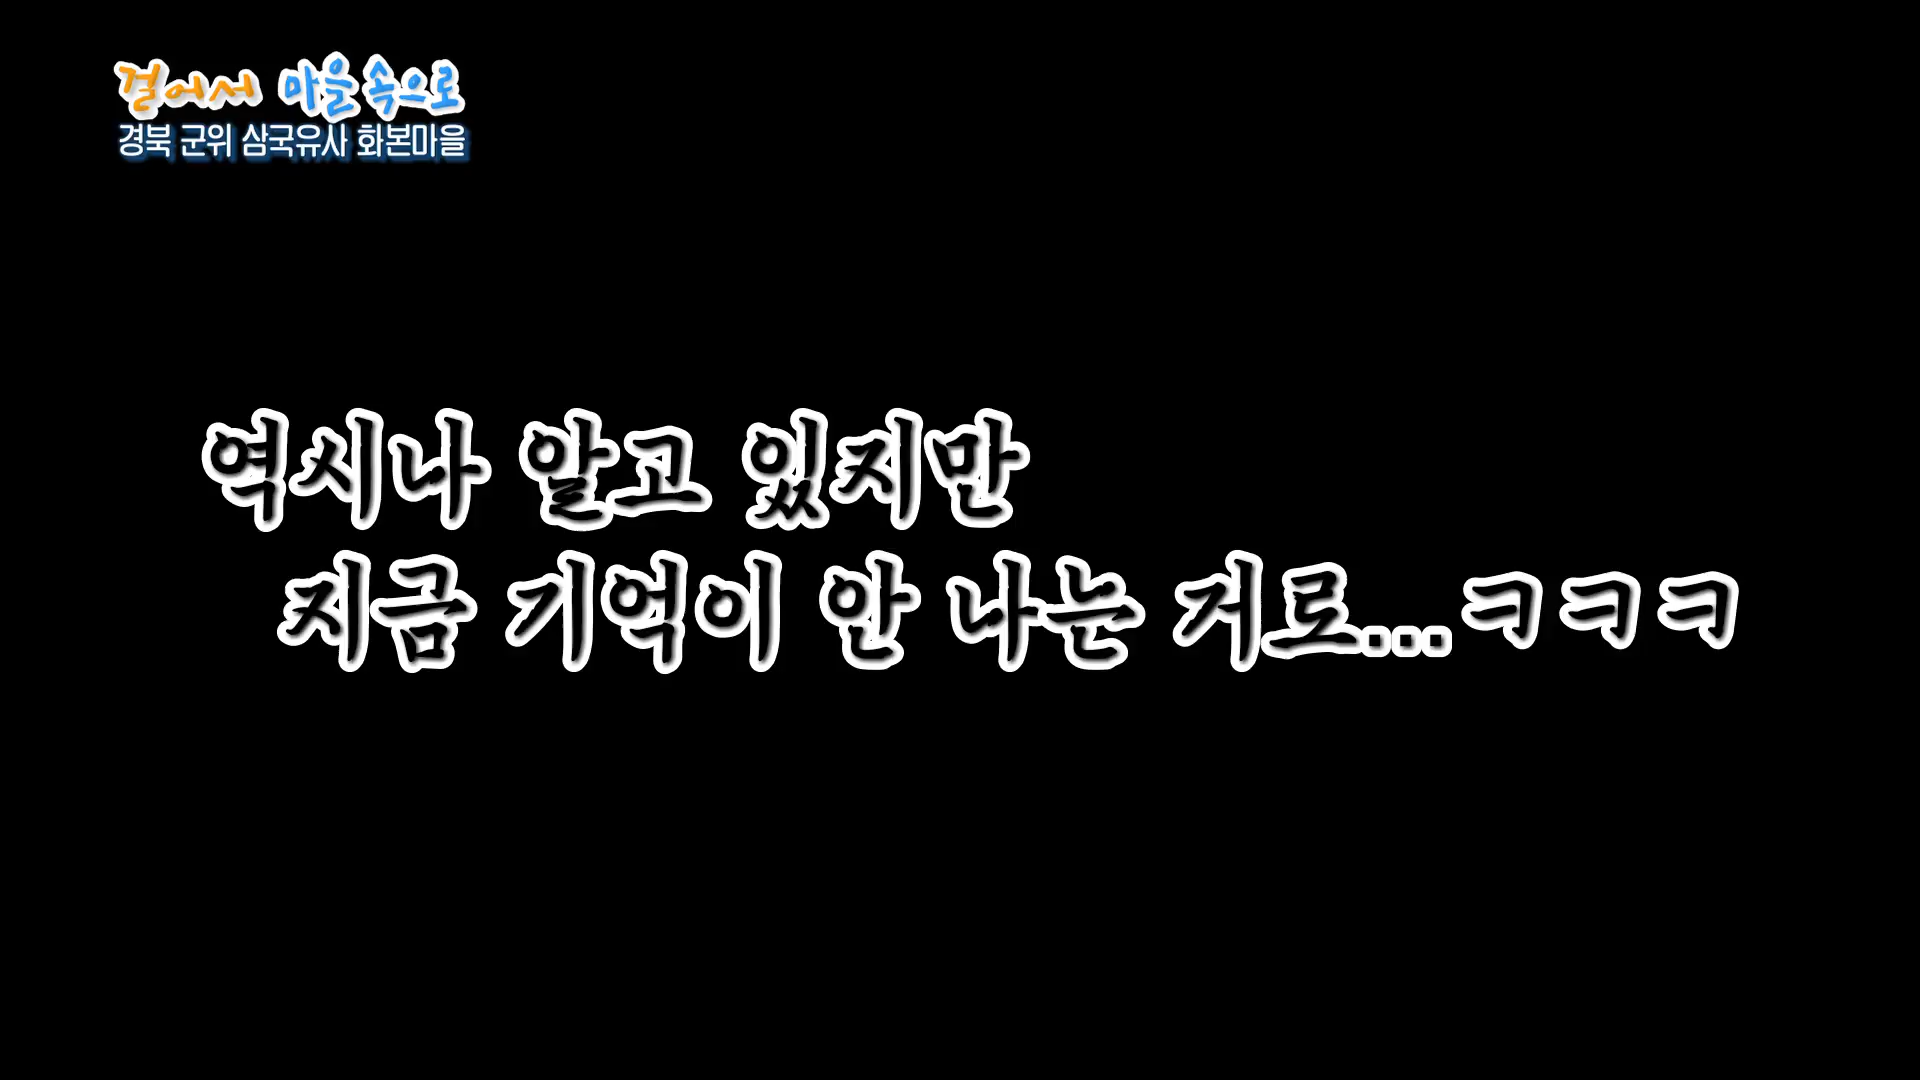 걸어서 마을속으로
경북 군위 삼국유사 화본마을
역시나 알고 있지만
지금 기억이 안 나는 거로...ㅋㅋㅋ